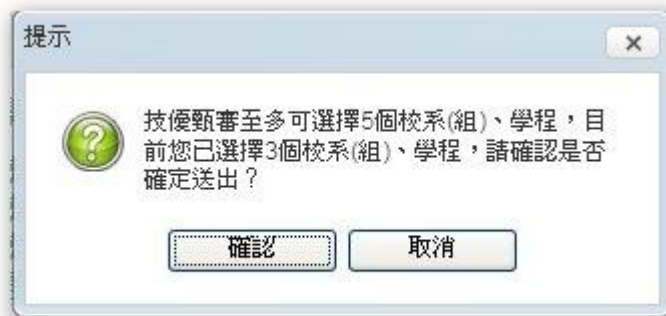 提示
技優甄審至多可選擇5個校系(組)、學程，目
前您已選擇3個校系(組)、學程，請確認是否
確定送出？
確認
取消